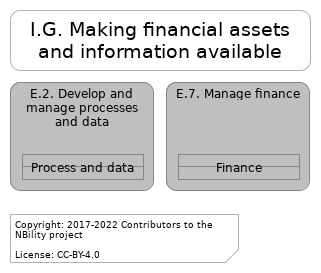 I.G. Making financial assets
and information available
E.2. Develop and
manage processes
and data
Process and data
E.7. Manage finance
Finance
Copyright: 2017-2022 Contributors to the
NBility project
License: CC-BY-4.0